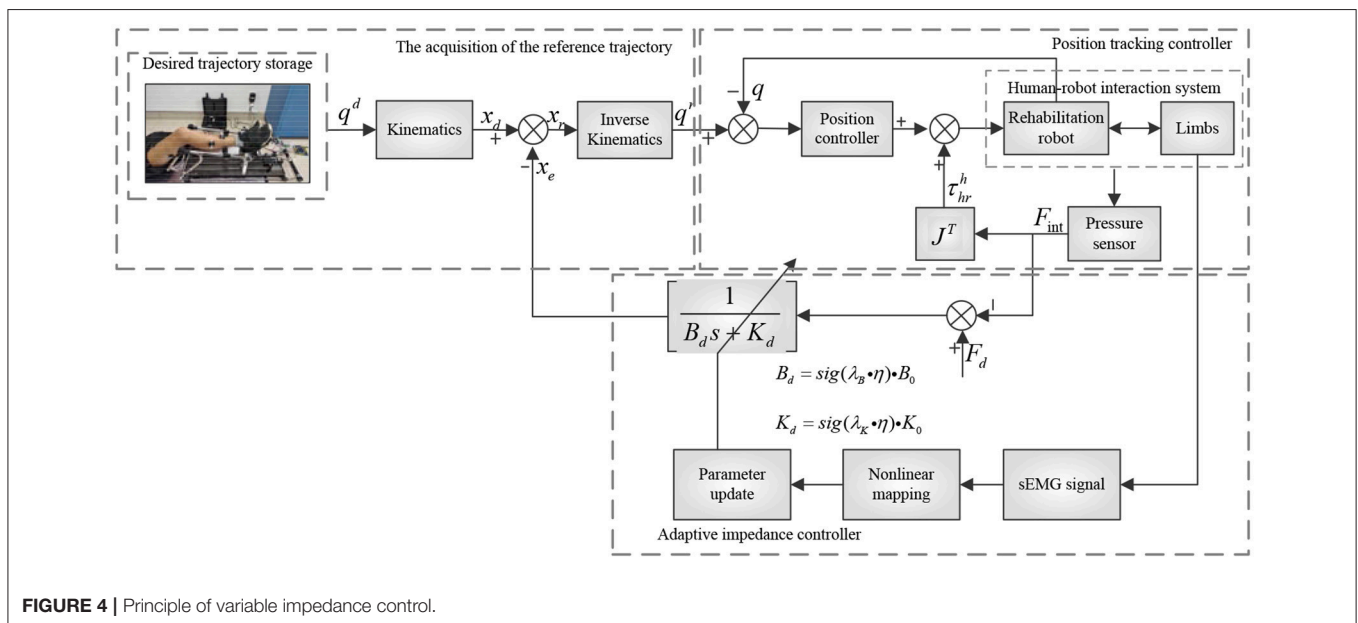 The acquisition of the reference trajectory
Desired trajectory storage
q^d
Kinematics
x_d
+
−
x_r
x_e
Inverse
Kinematics
q^r
Position tracking controller
+
−
q
Position
controller
+
+
τ_{hr}^h
J^T
Human-robot interaction system
Rehabilitation
robot
Limbs
F_int
Pressure
sensor
1
B_d s + K_d
−
+
F_d
B_d = sig(λ_B•η)•B_0
K_d = sig(λ_K•η)•K_0
Parameter
update
Nonlinear
mapping
sEMG signal
Adaptive impedance controller
FIGURE 4 | Principle of variable impedance control.